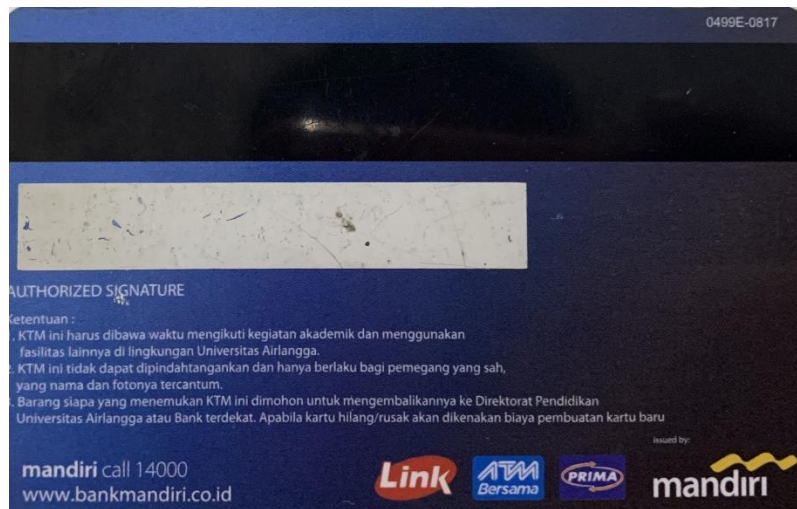 0499E-0817
AUTHORIZED SIGNATURE
Ketentuan :
. KTM ini harus dibawa waktu mengikuti kegiatan akademik dan menggunakan
fasilitas lainnya di lingkungan Universitas Airlangga.
2. KTM ini tidak dapat dipindahtangankan dan hanya berlaku bagi pemegang yang sah,
yang nama dan fotonya tercantum.
3. Barang siapa yang menemukan KTM ini dimohon untuk mengembalikannya ke Direktorat Pendidikan
Universitas Airlangga atau Bank terdekat. Apabila kartu hilang/rusak akan dikenakan biaya pembuatan kartu baru
issued by:
mandiri call 14000
www.bankmandiri.co.id
Link
ATM
Bersama
PRIMA
mandiri